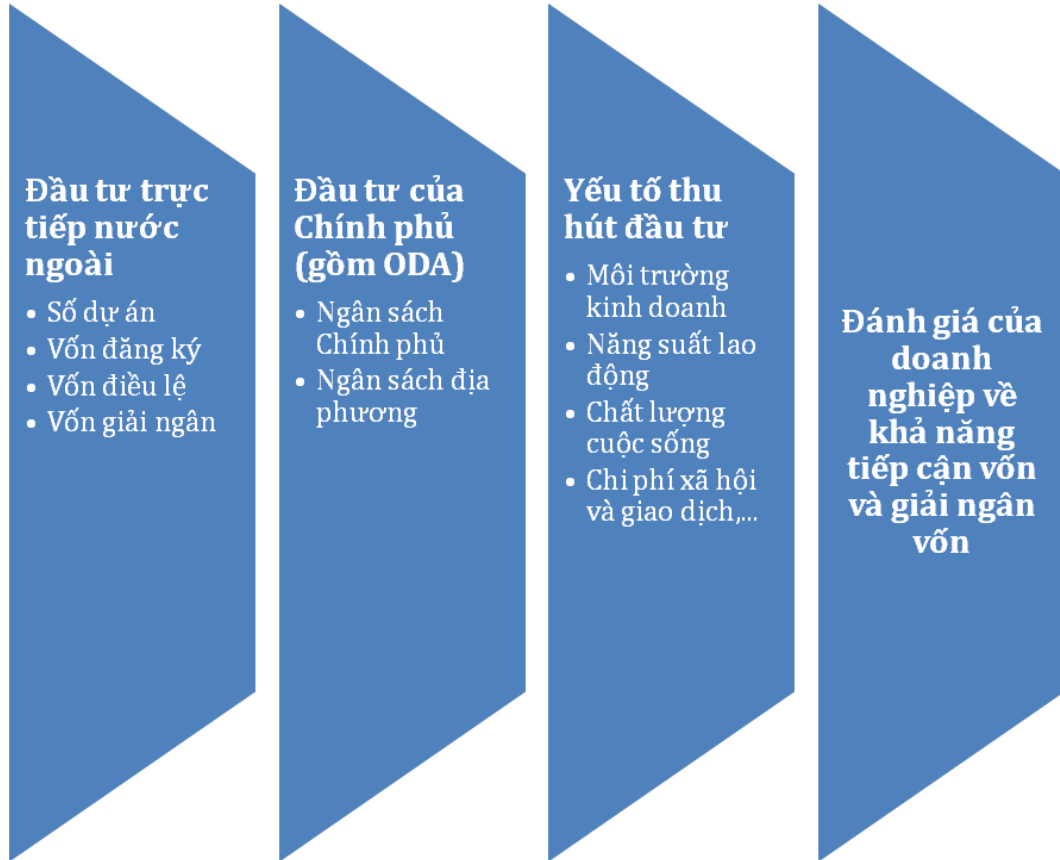 Đầu tư trực
tiếp nước
ngoài
• Số dự án
• Vốn đăng ký
• Vốn điều lệ
• Vốn giải ngân
Đầu tư của
Chính phủ
(gồm ODA)
• Ngân sách
Chính phủ
• Ngân sách địa
phương
Yếu tố thu
hút đầu tư
• Môi trường
kinh doanh
• Năng suất lao
động
• Chất lượng
cuộc sống
• Chi phí xã hội
và giao dịch,...
Đánh giá của
doanh
nghiệp về
khả năng
tiếp cận vốn
và giải ngân
vốn